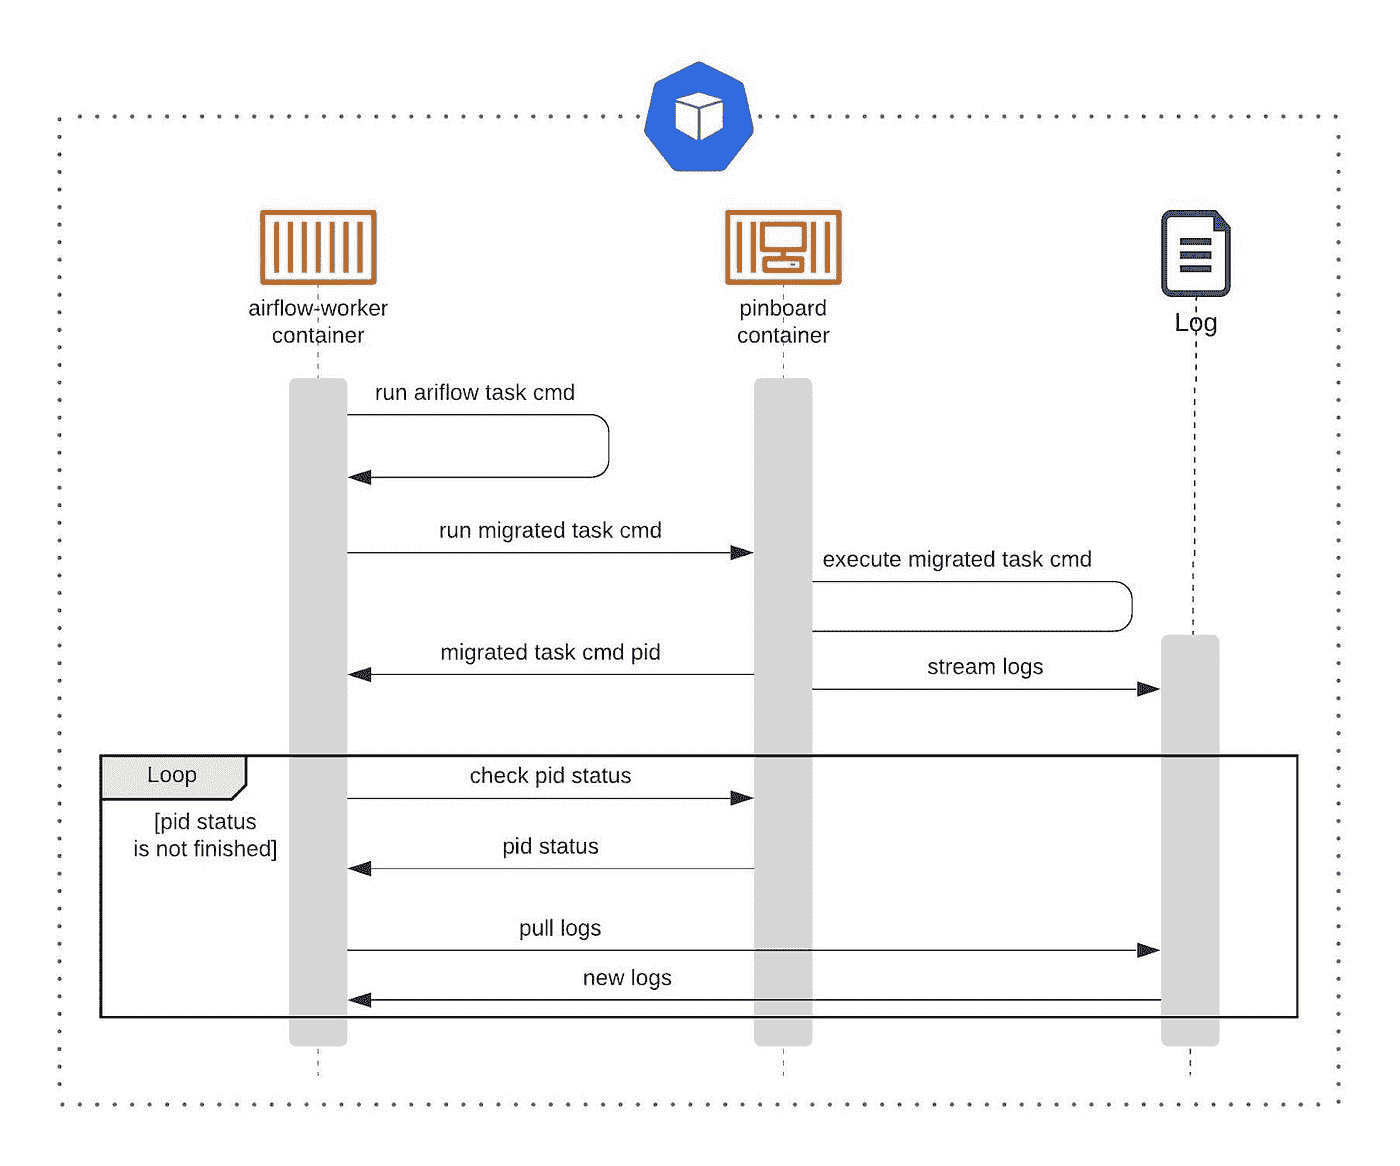 airflow-worker
container
pinboard
container
Log
run ariflow task cmd
run migrated task cmd
execute migrated task cmd
migrated task cmd pid
stream logs
Loop
check pid status
[pid status
is not finished]
pid status
pull logs
new logs